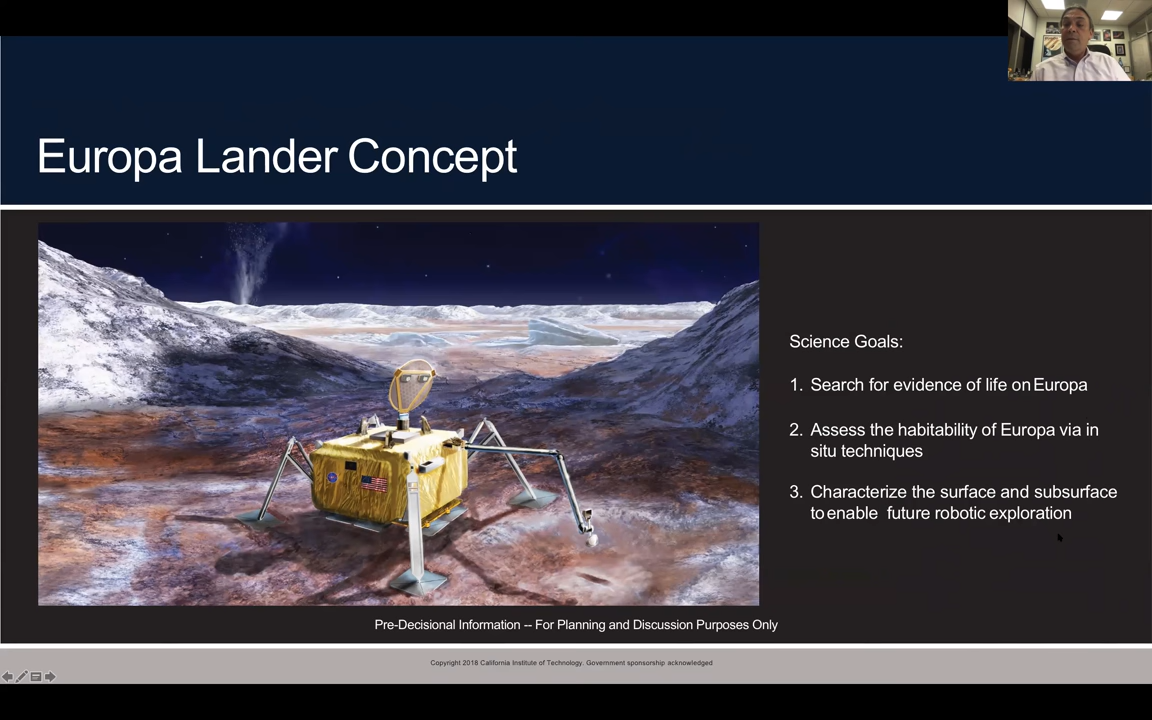 Europa Lander Concept
Science Goals:
1. Search for evidence of life on Europa
2. Assess the habitability of Europa via in
situ techniques
3. Characterize the surface and subsurface
to enable future robotic exploration
Pre-Decisional Information -- For Planning and Discussion Purposes Only
Copyright 2018 California Institute of Technology. Government sponsorship acknowledged